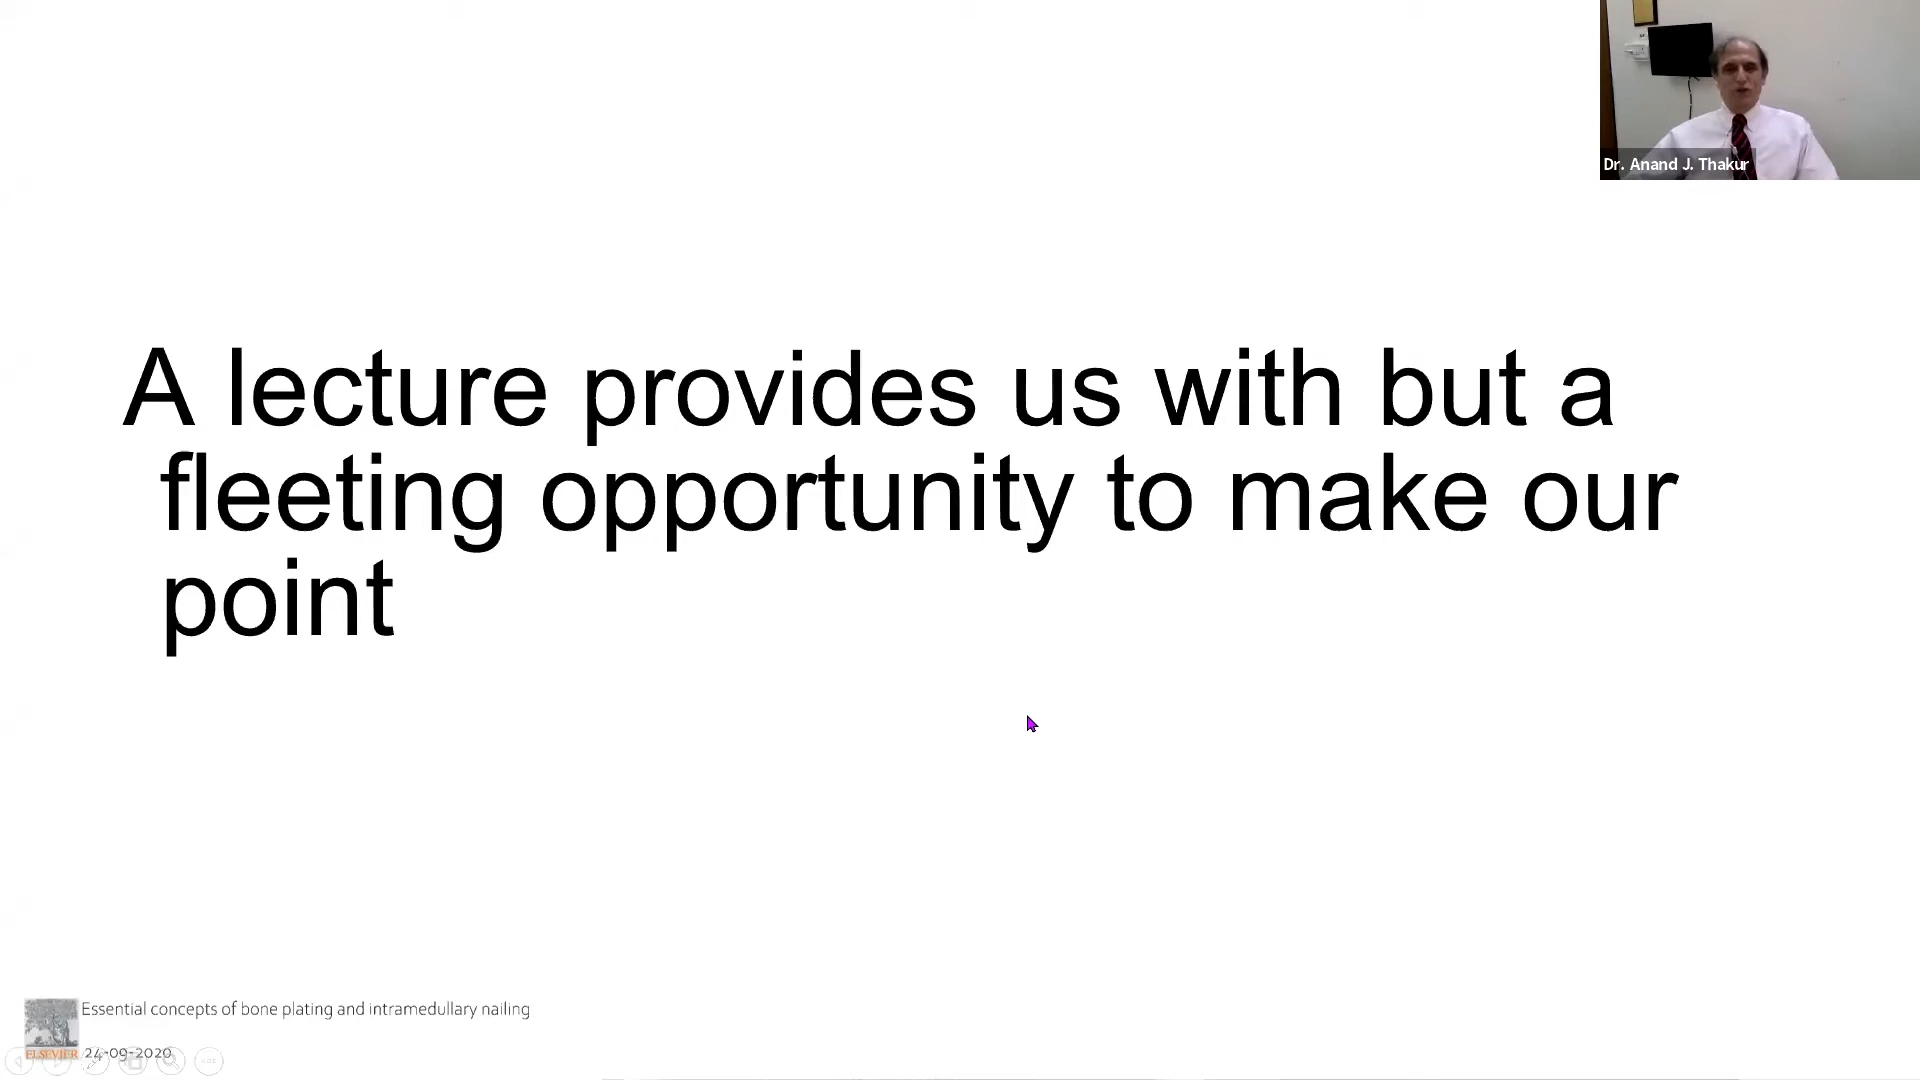 Dr. Anand J. Thakur
A lecture provides us with but a
fleeting opportunity to make our
point
Essential concepts of bone plating and intramedullary nailing
ELSEVIER
24-09-2020